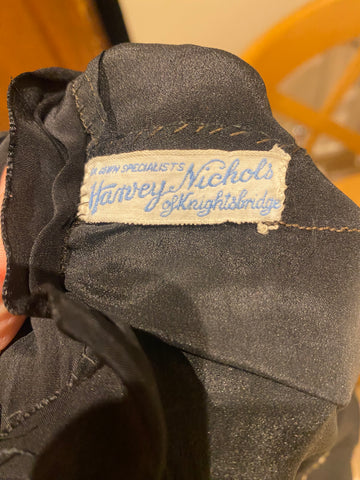 GOWN SPECIALISTS
Harvey Nichols
of Knightsbridge